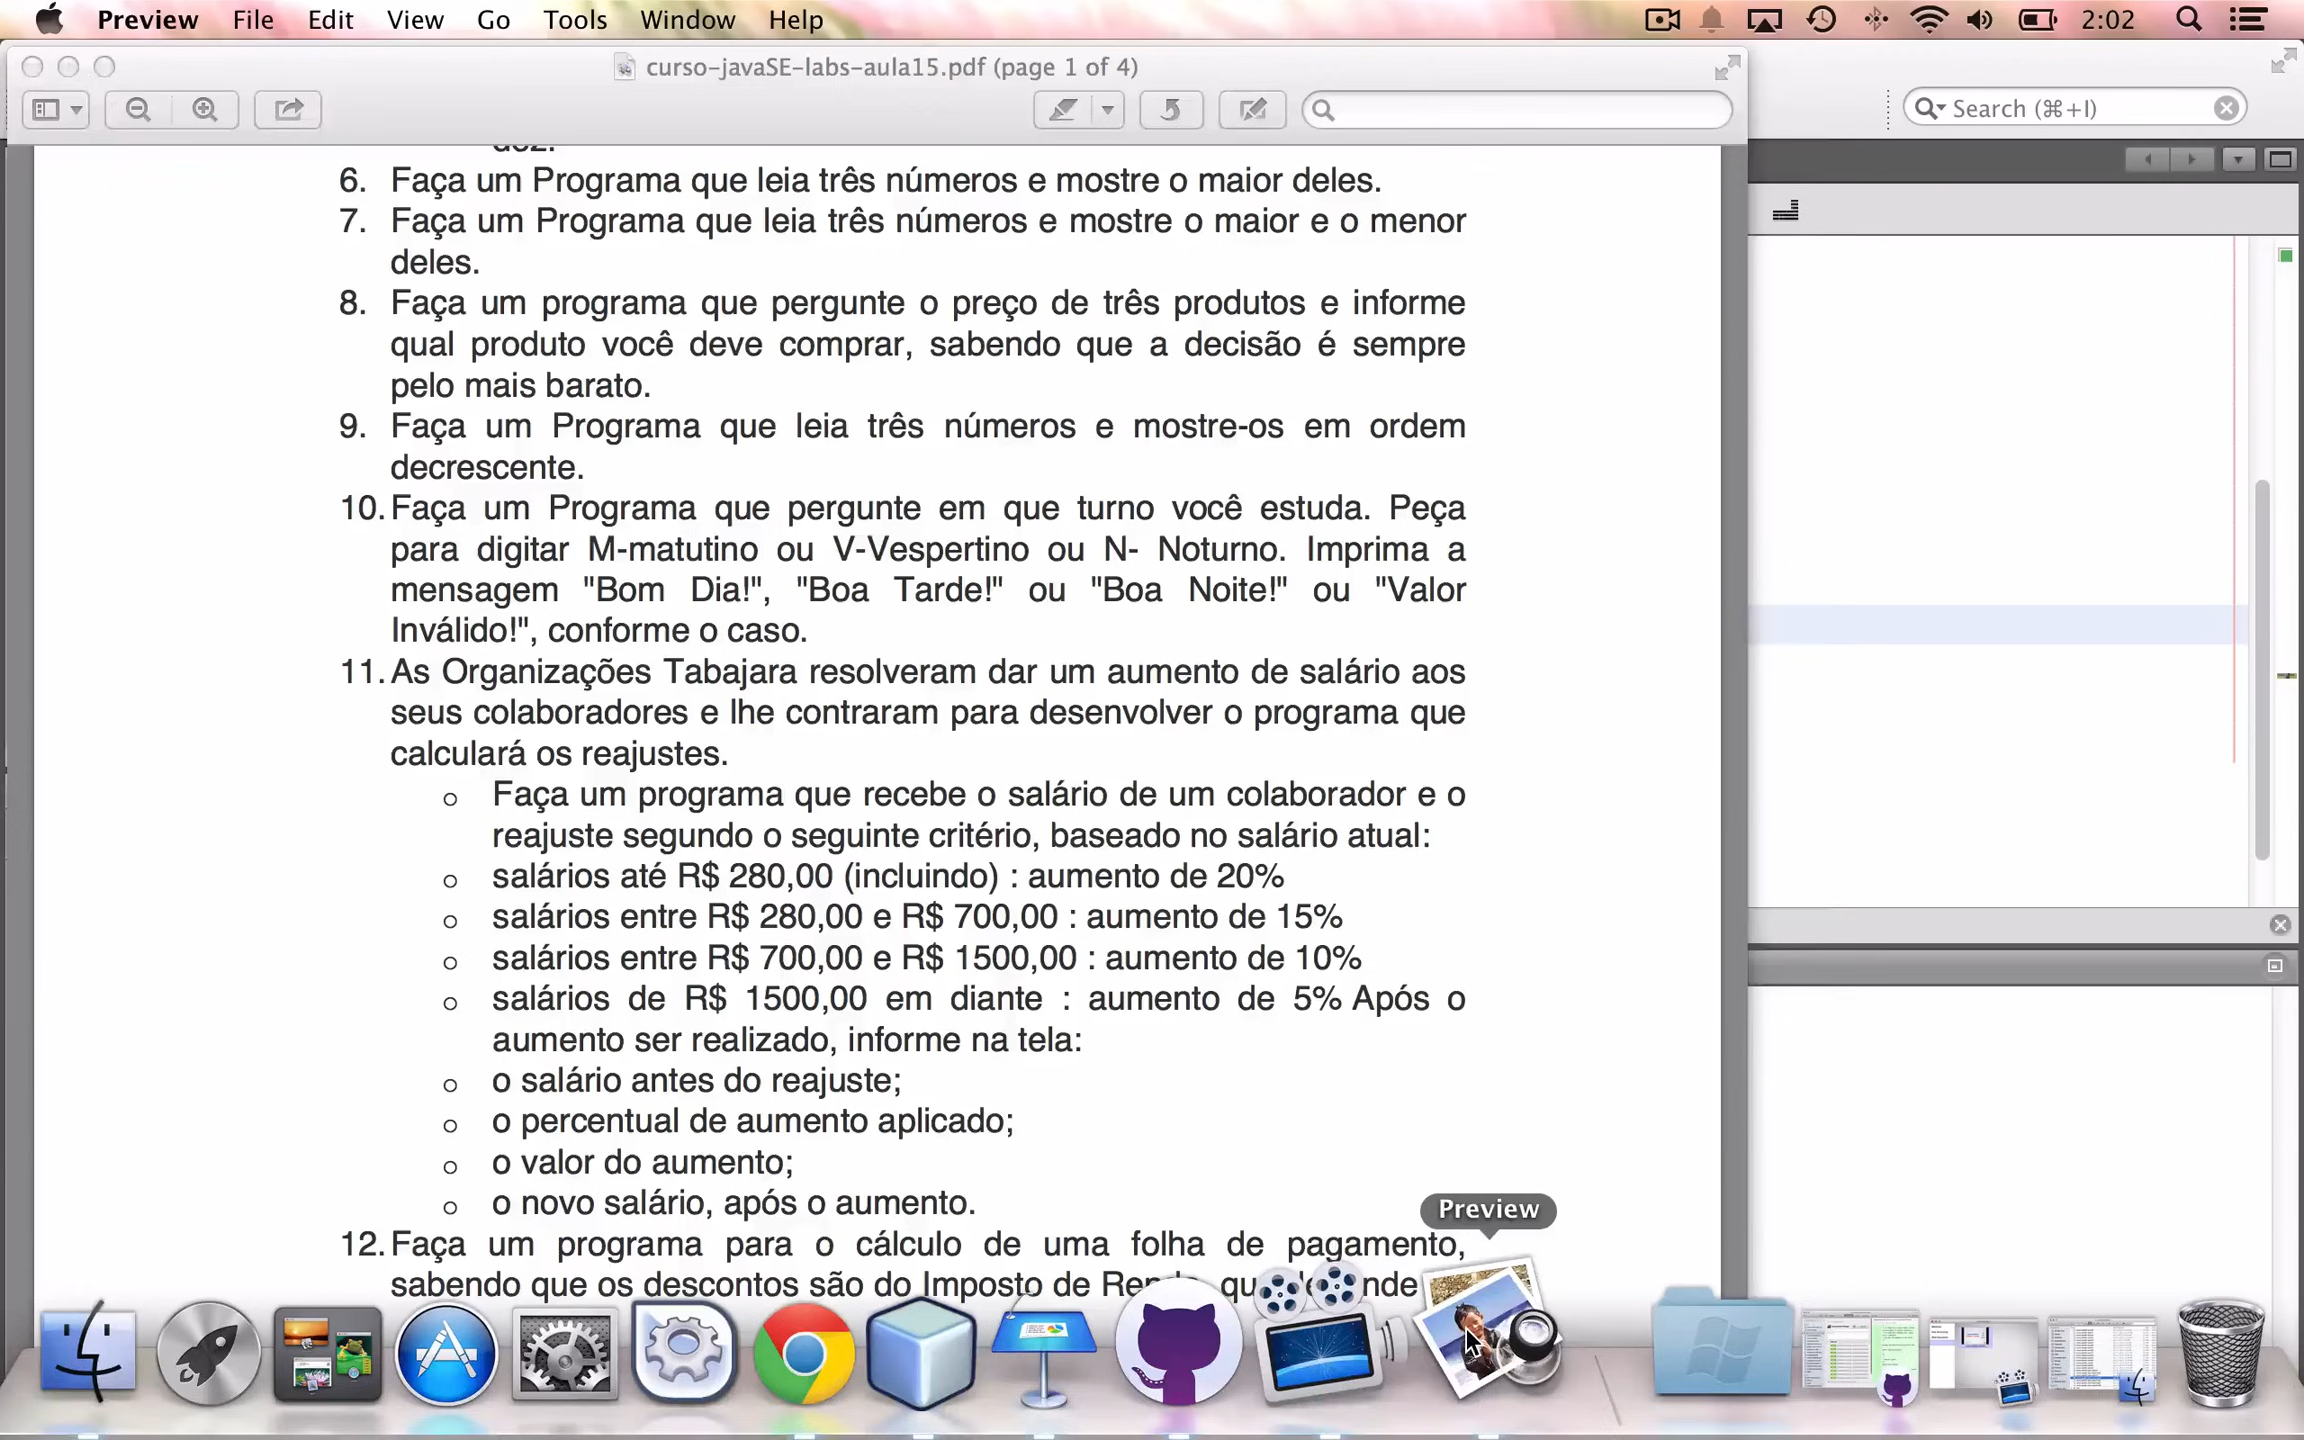 Preview File Edit View Go Tools Window Help 2:02
curso-javaSE-labs-aula15.pdf (page 1 of 4)
Search (⌘+I)
dez.
6. Faça um Programa que leia três números e mostre o maior deles.
7. Faça um Programa que leia três números e mostre o maior e o menor
deles.
8. Faça um programa que pergunte o preço de três produtos e informe
qual produto você deve comprar, sabendo que a decisão é sempre
pelo mais barato.
9. Faça um Programa que leia três números e mostre-os em ordem
decrescente.
10. Faça um Programa que pergunte em que turno você estuda. Peça
para digitar M-matutino ou V-Vespertino ou N- Noturno. Imprima a
mensagem "Bom Dia!", "Boa Tarde!" ou "Boa Noite!" ou "Valor
Inválido!", conforme o caso.
11. As Organizações Tabajara resolveram dar um aumento de salário aos
seus colaboradores e lhe contraram para desenvolver o programa que
calculará os reajustes.
o Faça um programa que recebe o salário de um colaborador e o
reajuste segundo o seguinte critério, baseado no salário atual:
o salários até R$ 280,00 (incluindo) : aumento de 20%
o salários entre R$ 280,00 e R$ 700,00 : aumento de 15%
o salários entre R$ 700,00 e R$ 1500,00 : aumento de 10%
o salários de R$ 1500,00 em diante : aumento de 5% Após o
aumento ser realizado, informe na tela:
o o salário antes do reajuste;
o o percentual de aumento aplicado;
o o valor do aumento;
o o novo salário, após o aumento.
Preview
12. Faça um programa para o cálculo de uma folha de pagamento,
sabendo que os descontos são do Imposto de